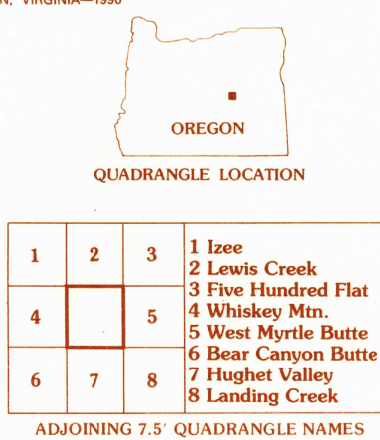 N, VIRGINIA—1990
OREGON
QUADRANGLE LOCATION
1 2 3
4 5
6 7 8
1 Izee
2 Lewis Creek
3 Five Hundred Flat
4 Whiskey Mtn.
5 West Myrtle Butte
6 Bear Canyon Butte
7 Hughet Valley
8 Landing Creek
ADJOINING 7.5′ QUADRANGLE NAMES